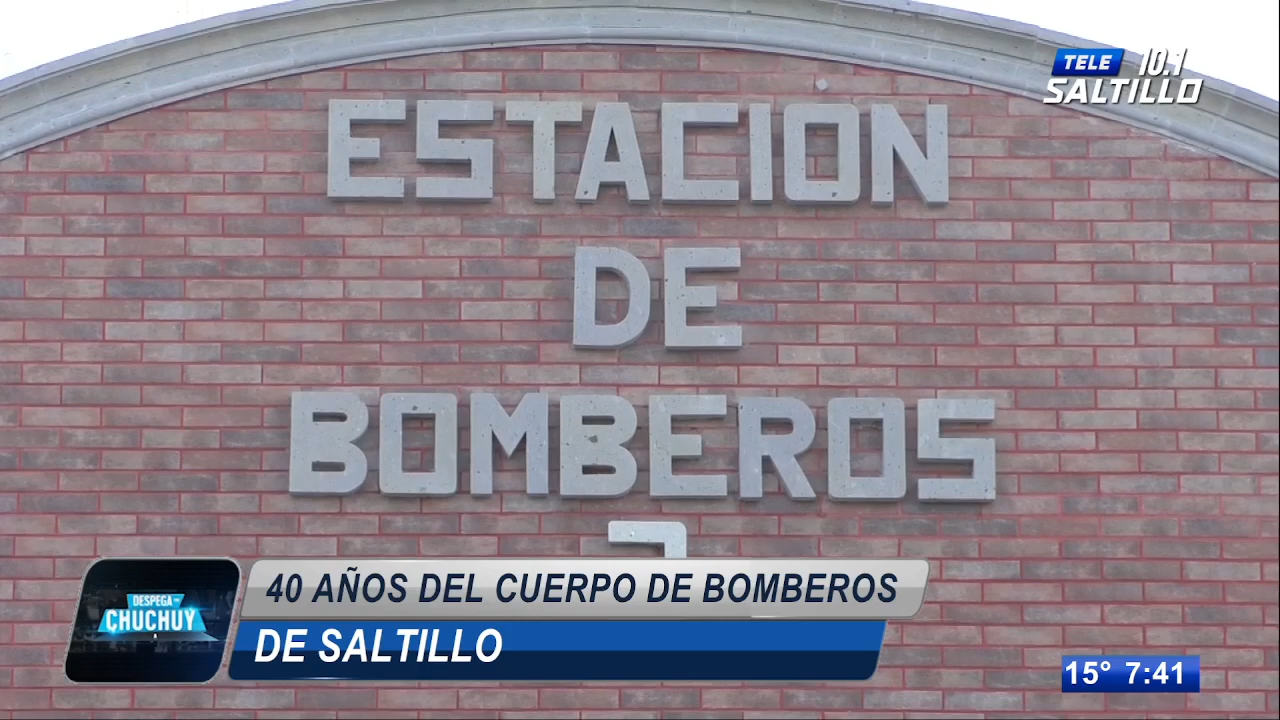 TELE 10.1
SALTILLO
ESTACION
DE
BOMBEROS
DESPEGA
CHUCHUY
40 AÑOS DEL CUERPO DE BOMBEROS
DE SALTILLO
15° 7:41